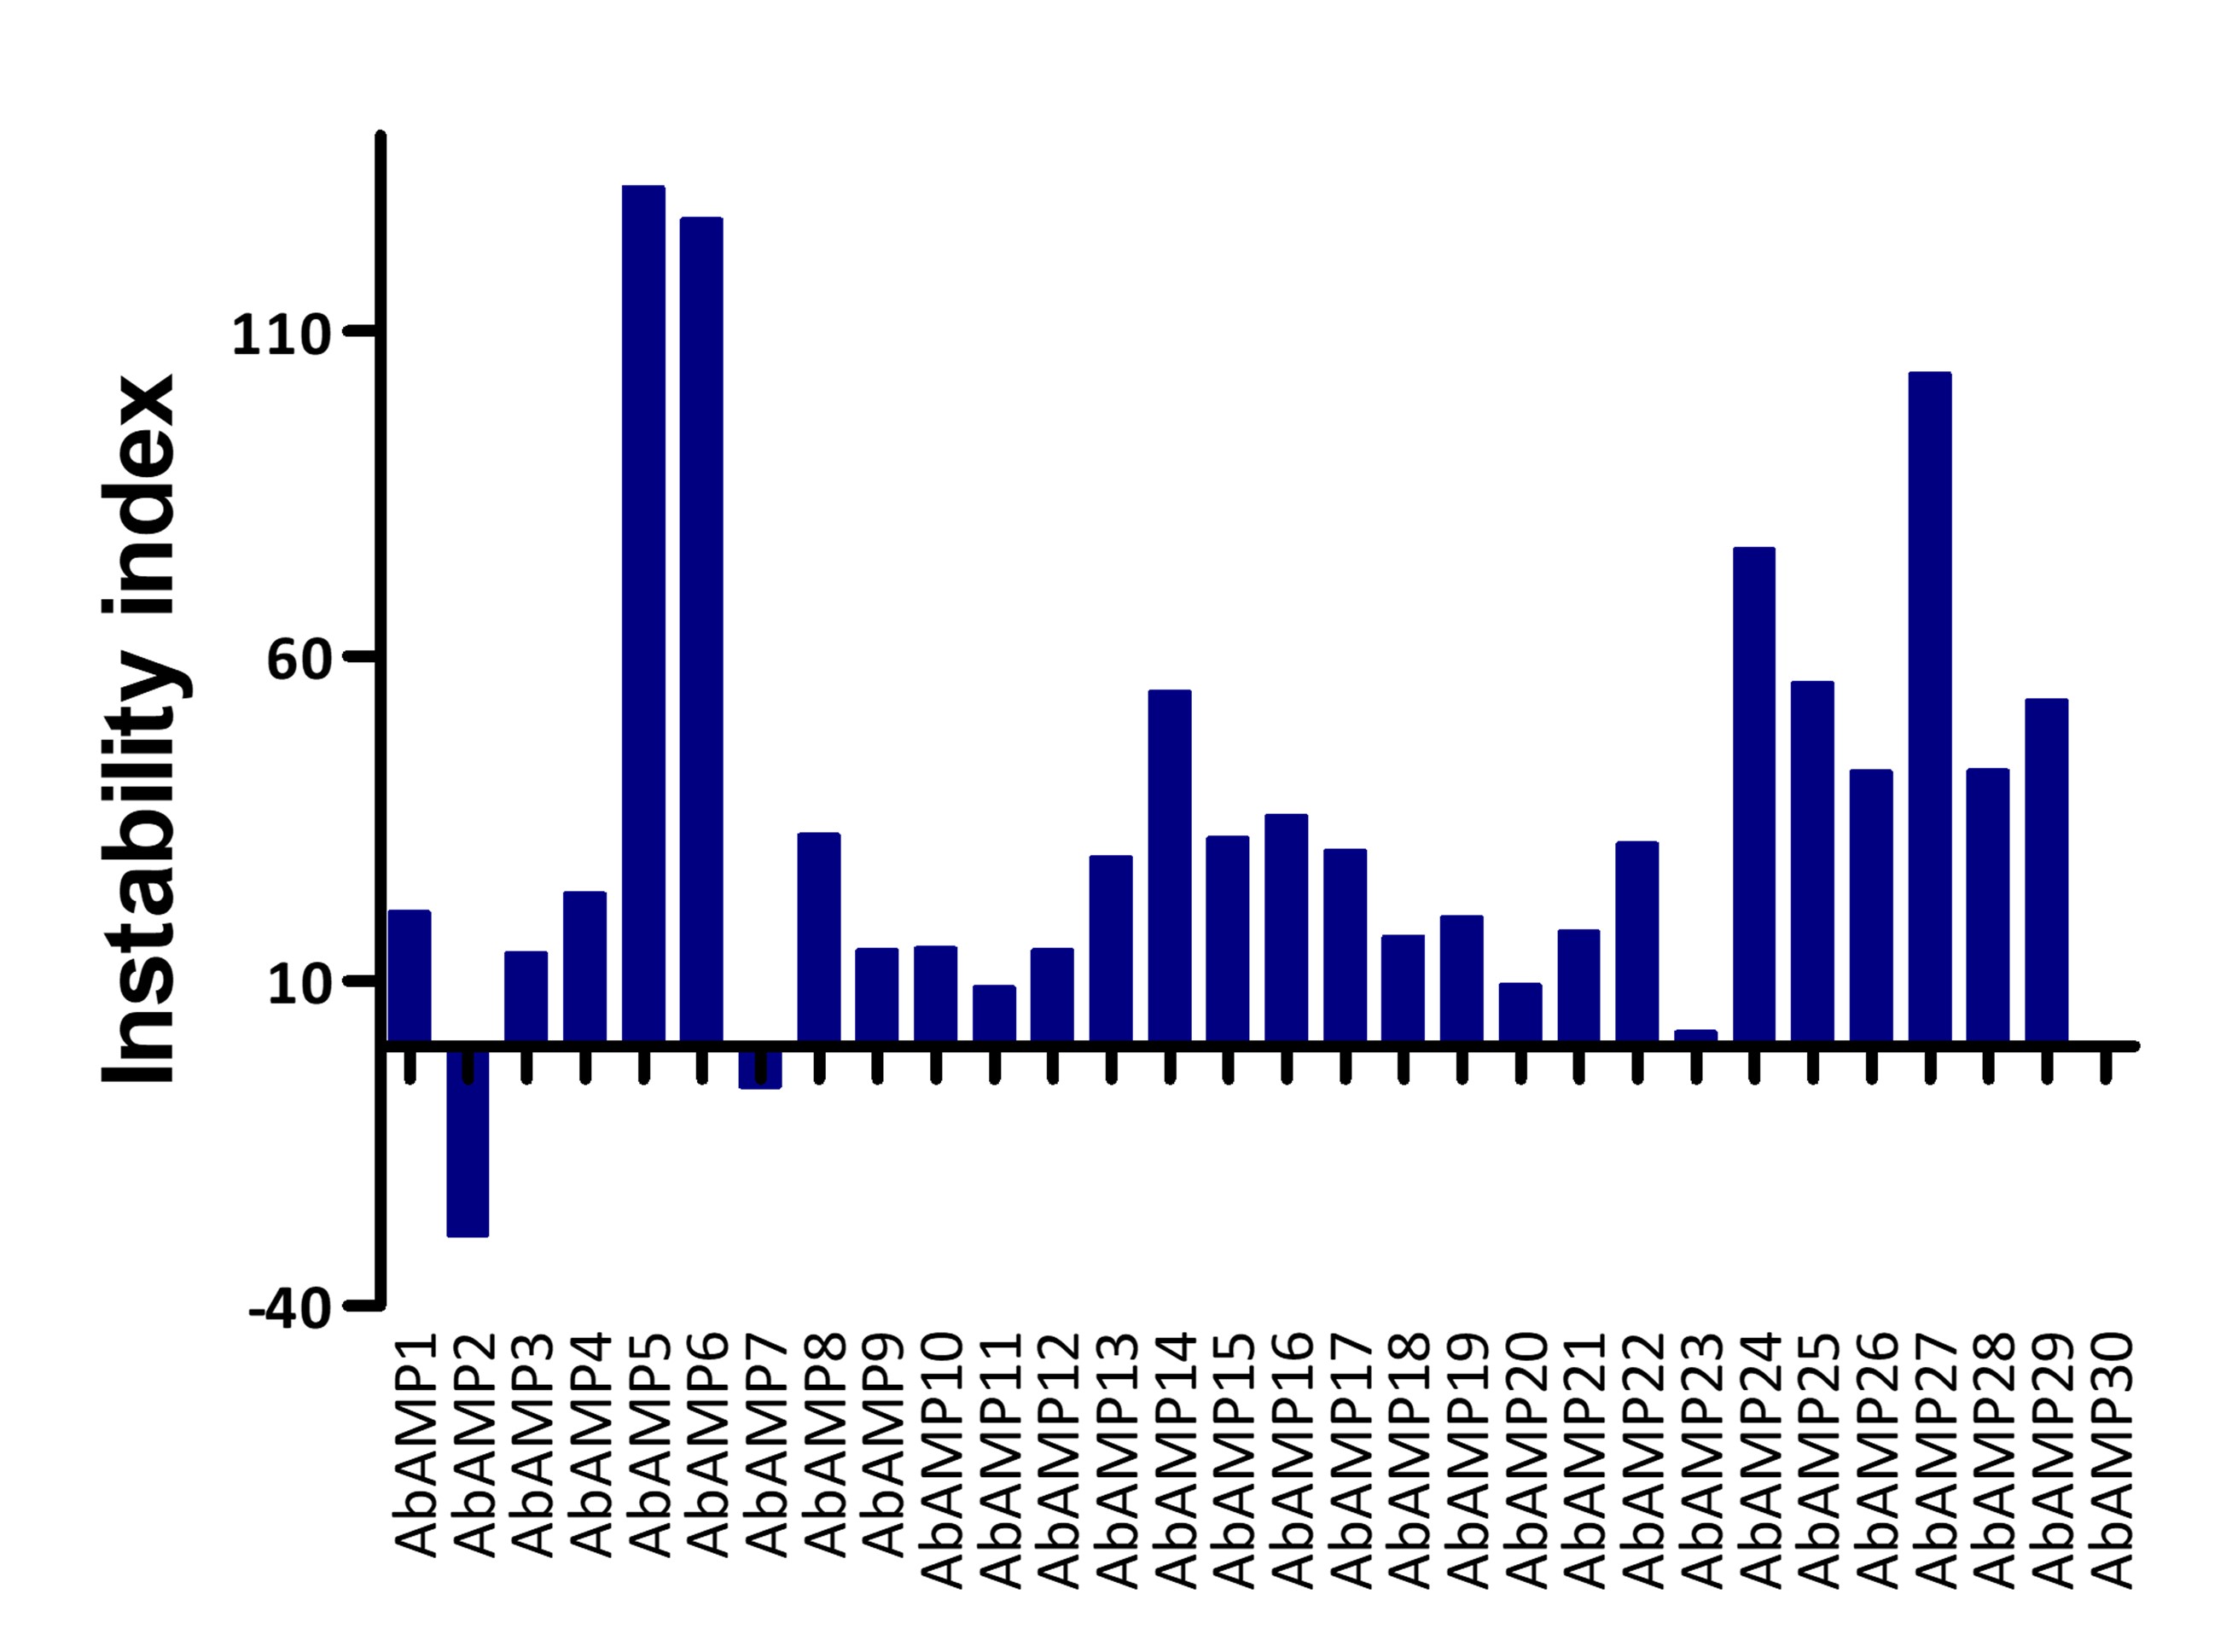 Instability index
110
60
10
-40
AbAMP1
AbAMP2
AbAMP3
AbAMP4
AbAMP5
AbAMP6
AbAMP7
AbAMP8
AbAMP9
AbAMP10
AbAMP11
AbAMP12
AbAMP13
AbAMP14
AbAMP15
AbAMP16
AbAMP17
AbAMP18
AbAMP19
AbAMP20
AbAMP21
AbAMP22
AbAMP23
AbAMP24
AbAMP25
AbAMP26
AbAMP27
AbAMP28
AbAMP29
AbAMP30